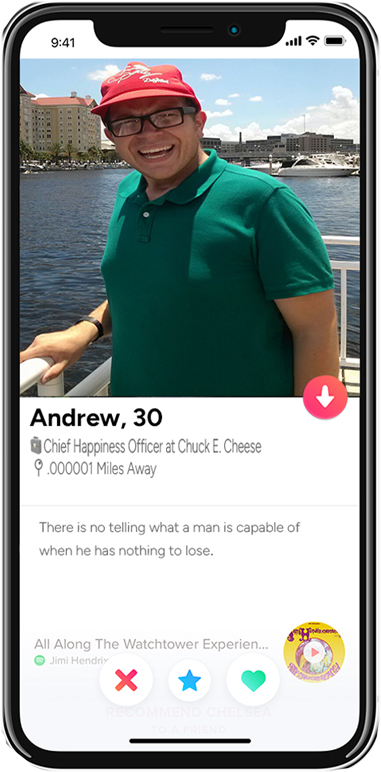 9:41
Andrew, 30
Chief Happiness Officer at Chuck E. Cheese
.000001 Miles Away
There is no telling what a man is capable of
when he has nothing to lose.
All Along The Watchtower Experien...
Jimi Hendrix
RECOMMEND CHELSEA
TO A FRIEND